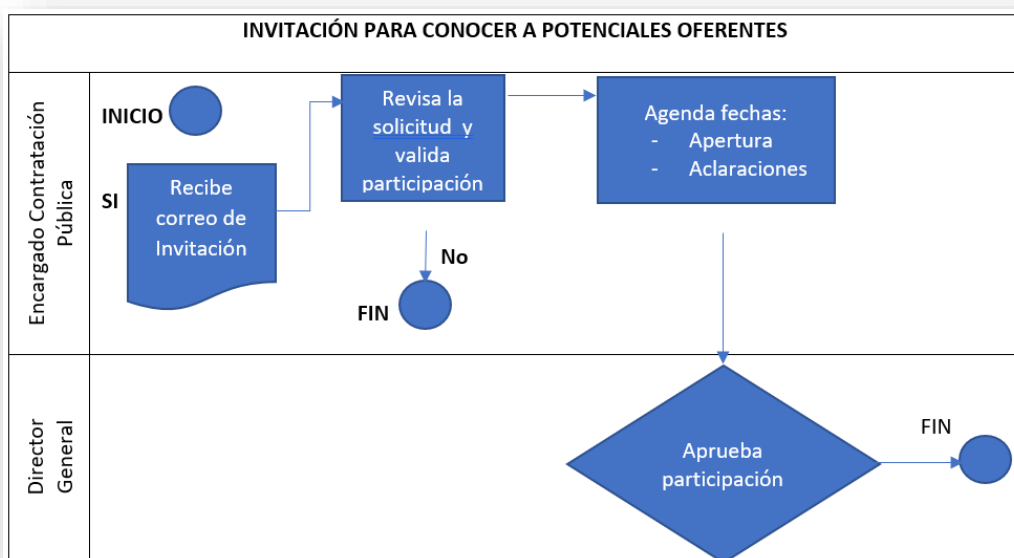 INVITACIÓN PARA CONOCER A POTENCIALES OFERENTES
Encargado Contratación
Pública
INICIO
SI
Recibe
correo de
Invitación
Revisa la
solicitud y
valida
participación
No
FIN
Agenda fechas:
- Apertura
- Aclaraciones
Director
General
Aprueba
participación
FIN